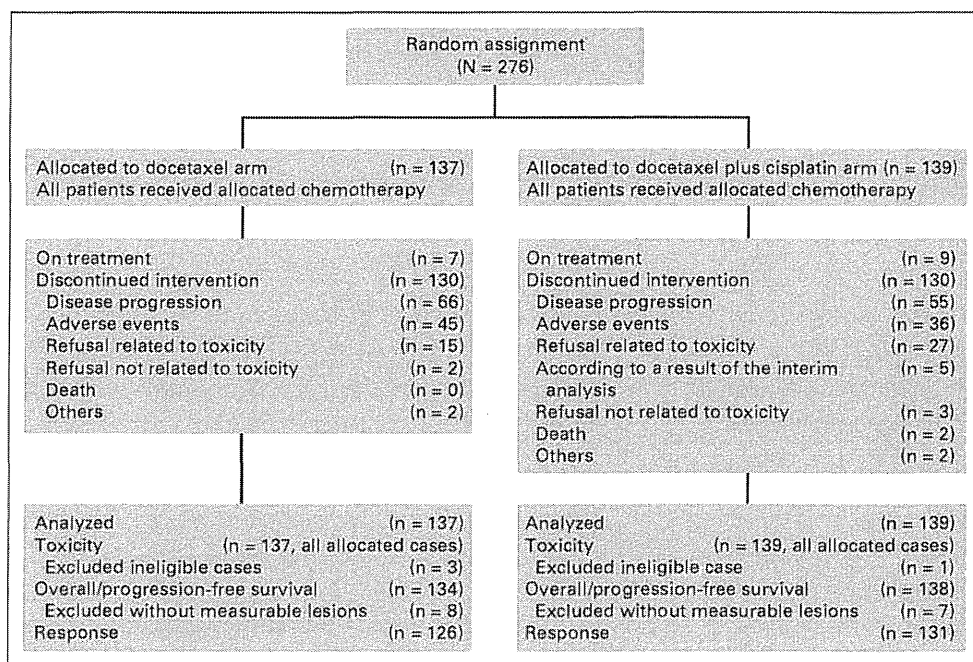 Random assignment
(N = 276)
Allocated to docetaxel arm (n = 137)
All patients received allocated chemotherapy
On treatment (n = 7)
Discontinued intervention (n = 130)
Disease progression (n = 66)
Adverse events (n = 45)
Refusal related to toxicity (n = 15)
Refusal not related to toxicity (n = 2)
Death (n = 0)
Others (n = 2)
Analyzed (n = 137)
Toxicity (n = 137, all allocated cases)
Excluded ineligible cases (n = 3)
Overall/progression-free survival (n = 134)
Excluded without measurable lesions (n = 8)
Response (n = 126)
Allocated to docetaxel plus cisplatin arm (n = 139)
All patients received allocated chemotherapy
On treatment (n = 9)
Discontinued intervention (n = 130)
Disease progression (n = 55)
Adverse events (n = 36)
Refusal related to toxicity (n = 27)
According to a result of the interim (n = 5)
analysis
Refusal not related to toxicity (n = 3)
Death (n = 2)
Others (n = 2)
Analyzed (n = 139)
Toxicity (n = 139, all allocated cases)
Excluded ineligible case (n = 1)
Overall/progression-free survival (n = 138)
Excluded without measurable lesions (n = 7)
Response (n = 131)